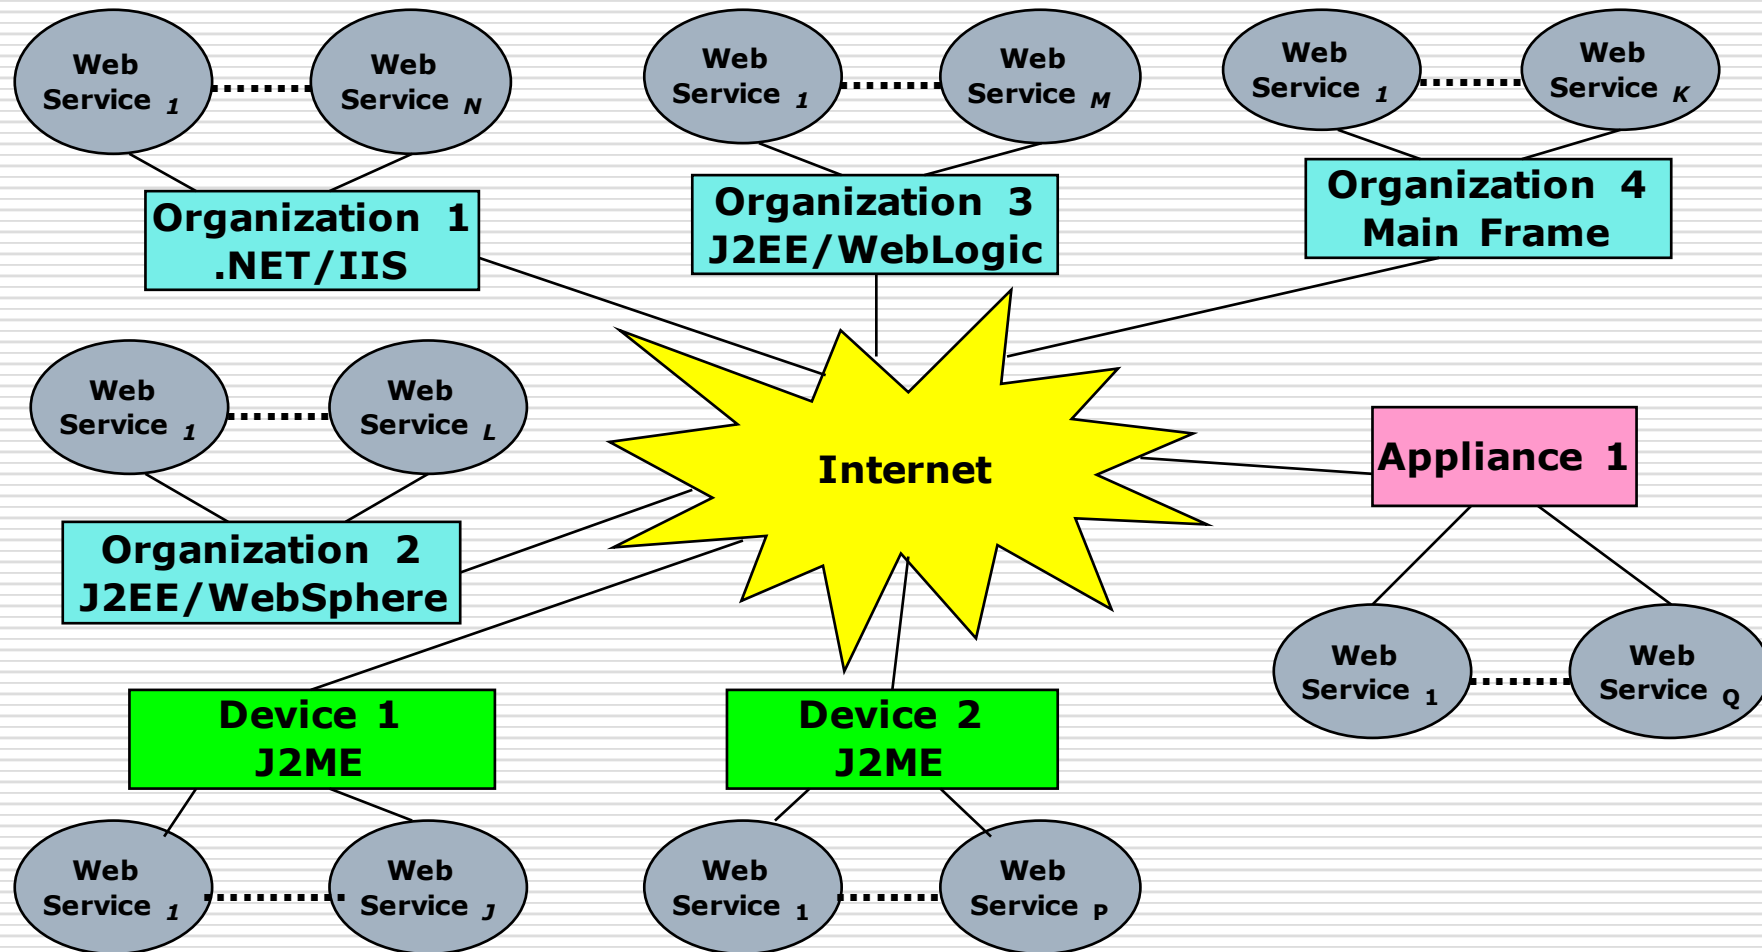 Web
Service 1
Web
Service N
Organization 1
.NET/IIS
Web
Service 1
Web
Service M
Organization 3
J2EE/WebLogic
Web
Service 1
Web
Service K
Organization 4
Main Frame
Web
Service 1
Web
Service L
Organization 2
J2EE/WebSphere
Internet
Appliance 1
Web
Service 1
Web
Service Q
Device 1
J2ME
Web
Service 1
Web
Service J
Device 2
J2ME
Web
Service 1
Web
Service P